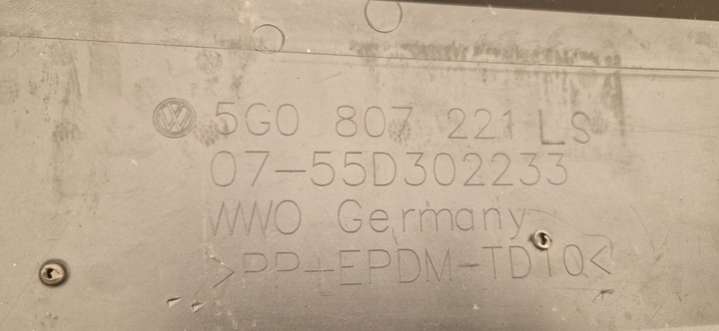 5G0 807 221 LS
07-55D302233
WWO Germany
>PP-EPDM-TD10<